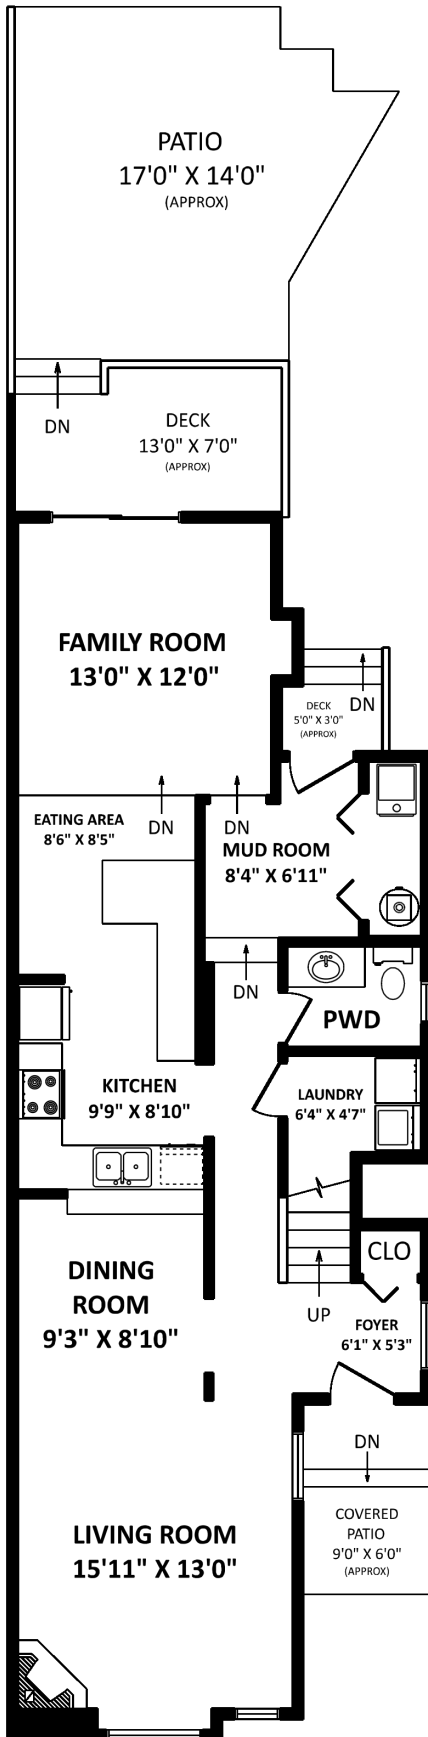 PATIO
17'0" X 14'0"
(APPROX)
DN
DECK
13'0" X 7'0"
(APPROX)
FAMILY ROOM
13'0" X 12'0"
DECK
5'0" X 3'0"
(APPROX)
DN
EATING AREA
8'6" X 8'5"
DN
DN
MUD ROOM
8'4" X 6'11"
DN
PWD
KITCHEN
9'9" X 8'10"
LAUNDRY
6'4" X 4'7"
DINING
ROOM
9'3" X 8'10"
UP
CLO
FOYER
6'1" X 5'3"
DN
LIVING ROOM
15'11" X 13'0"
COVERED
PATIO
9'0" X 6'0"
(APPROX)